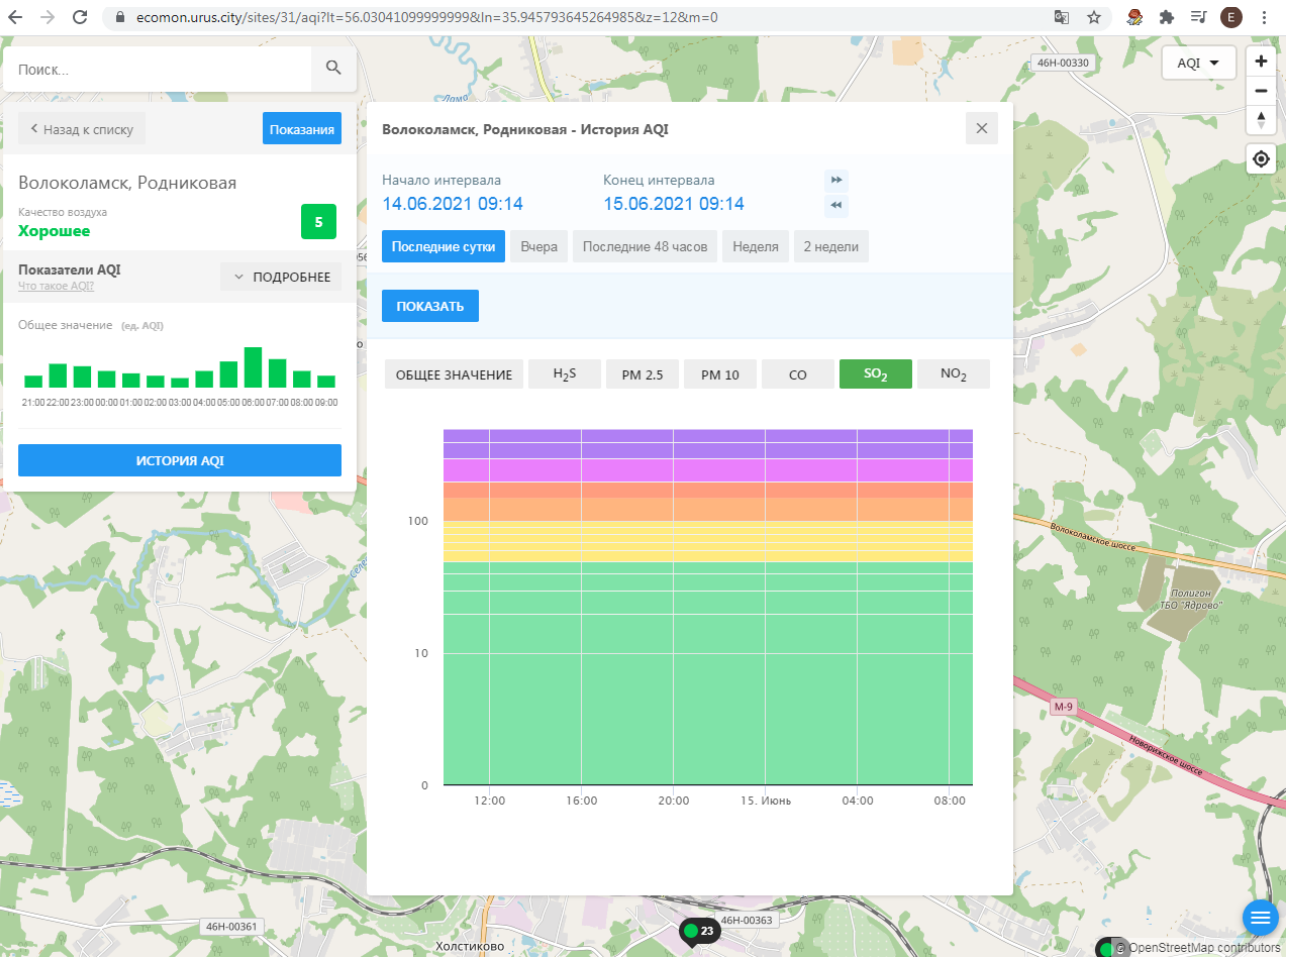 ecomon.urus.city/sites/31/aqi?lt=56.03041099999999&ln=35.945793645264985&z=12&m=0
E
Поиск...
Лама
46Н-00330
AQI
Назад к списку
Показания
Волоколамск, Родниковая - История AQI
Волоколамск, Родниковая
Качество воздуха
Хорошее
5
Начало интервала
Конец интервала
14.06.2021 09:14
15.06.2021 09:14
Последние сутки
Вчера
Последние 48 часов
Неделя
2 недели
Показатели AQI
Что такое AQI?
ПОДРОБНЕЕ
ПОКАЗАТЬ
Общее значение (ед. AQI)
21:00 22:00 23:00 00:00 01:00 02:00 03:00 04:00 05:00 06:00 07:00 08:00 09:00
ИСТОРИЯ AQI
ОБЩЕЕ ЗНАЧЕНИЕ
H2S
PM 2.5
PM 10
CO
SO2
NO2
100
10
0
12:00
16:00
20:00
15. Июнь
04:00
08:00
Волоколамское шоссе
Полигон
ТБО "Ядрово"
М-9
Новорижское шоссе
46Н-00361
46Н-00363
23
Холстиково
© OpenStreetMap contributors